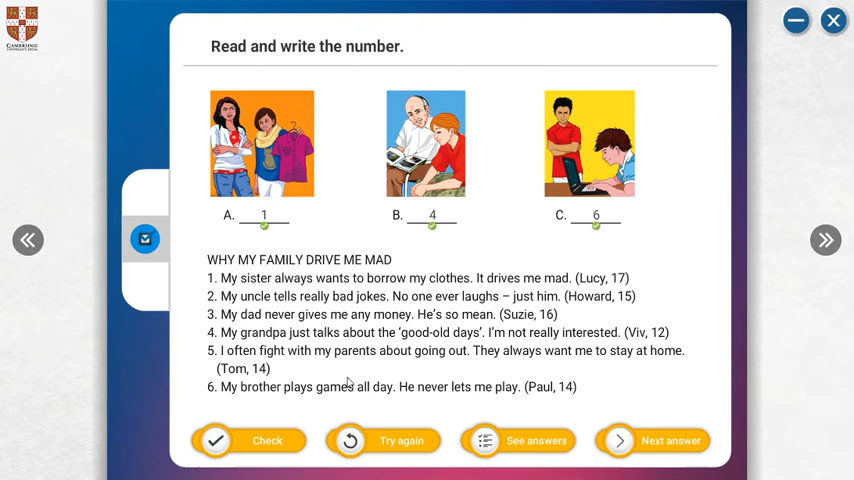 CAMBRIDGE
Read and write the number.
A. 1
B. 4
C. 6
WHY MY FAMILY DRIVE ME MAD
1. My sister always wants to borrow my clothes. It drives me mad. (Lucy, 17)
2. My uncle tells really bad jokes. No one ever laughs – just him. (Howard, 15)
3. My dad never gives me any money. He's so mean. (Suzie, 16)
4. My grandpa just talks about the 'good-old days'. I'm not really interested. (Viv, 12)
5. I often fight with my parents about going out. They always want me to stay at home.
(Tom, 14)
6. My brother plays games all day. He never lets me play. (Paul, 14)
Check
Try again
See answers
Next answer